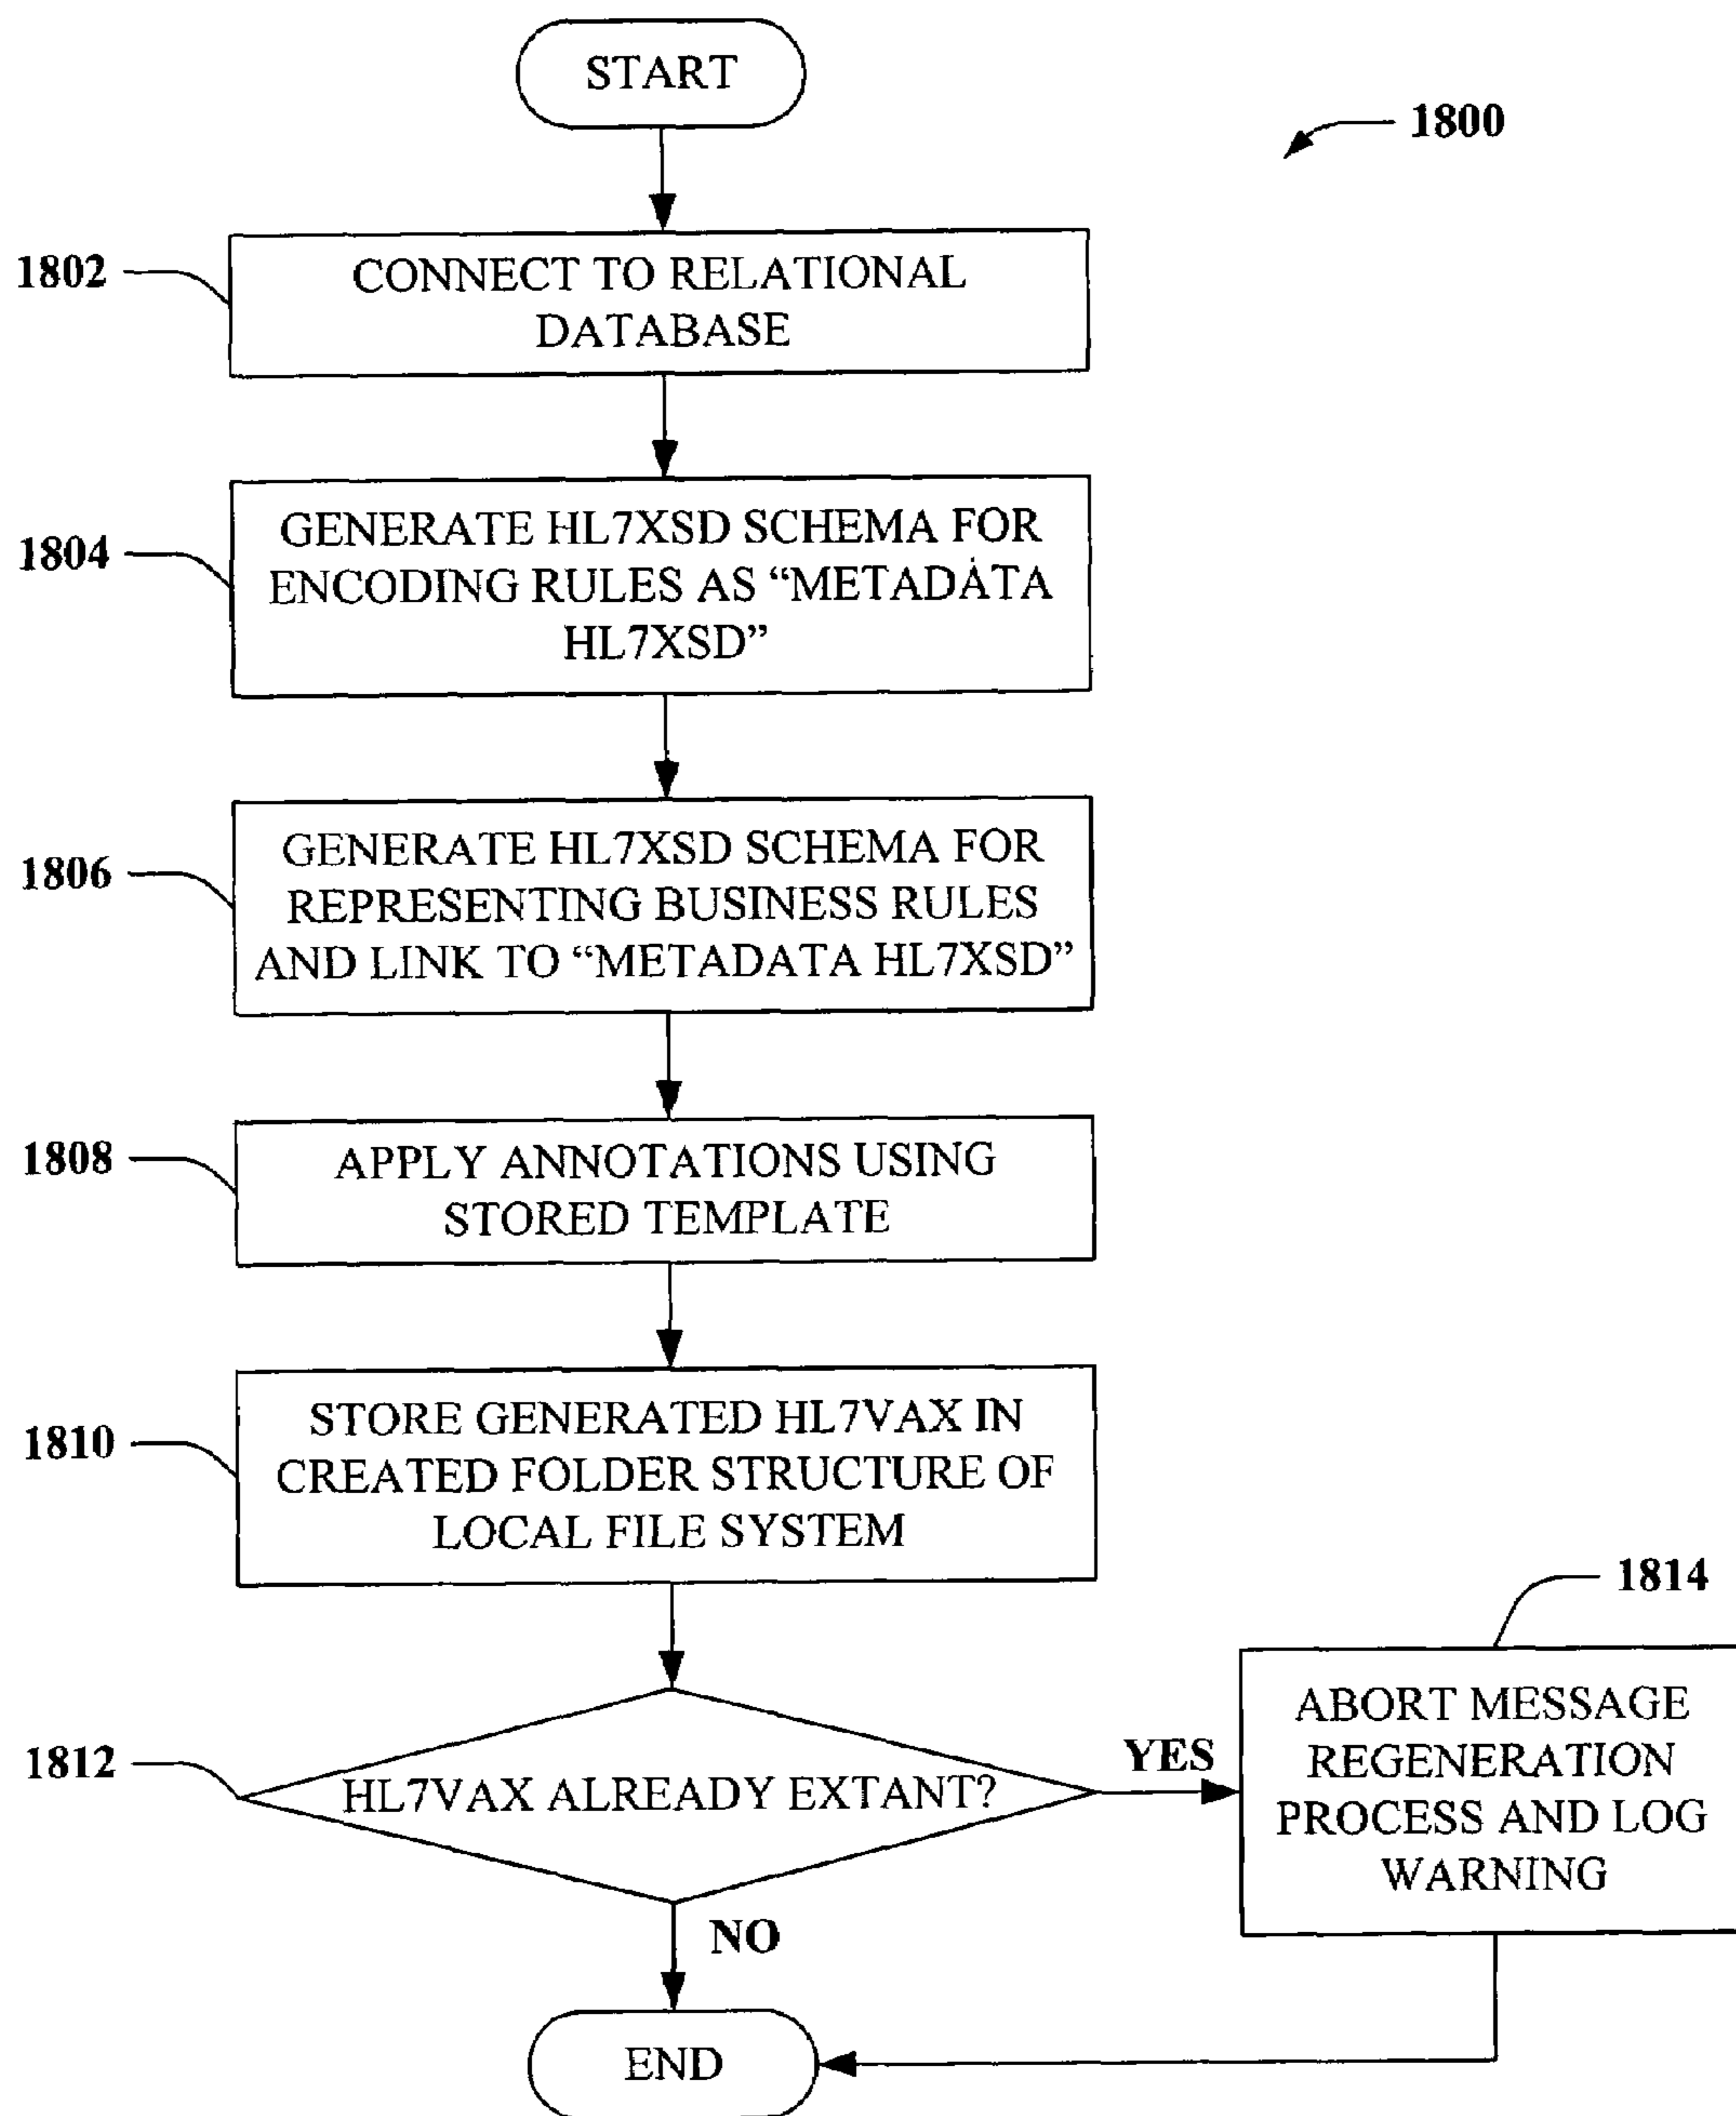 START
1800
1802
CONNECT TO RELATIONAL
DATABASE
1804
GENERATE HL7XSD SCHEMA FOR
ENCODING RULES AS “METADATA
HL7XSD”
1806
GENERATE HL7XSD SCHEMA FOR
REPRESENTING BUSINESS RULES
AND LINK TO “METADATA HL7XSD”
1808
APPLY ANNOTATIONS USING
STORED TEMPLATE
1810
STORE GENERATED HL7VAX IN
CREATED FOLDER STRUCTURE OF
LOCAL FILE SYSTEM
1812
HL7VAX ALREADY EXTANT?
YES
1814
ABORT MESSAGE
REGENERATION
PROCESS AND LOG
WARNING
NO
END